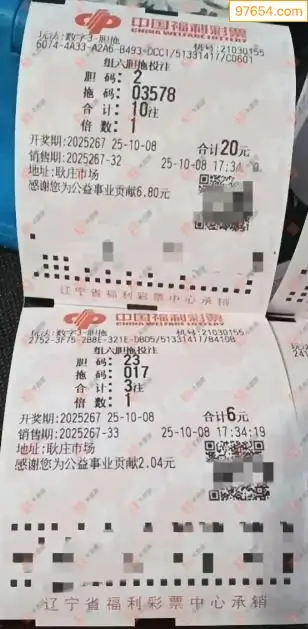 97654.com
中国福利彩票
CHINA WELFARE LOTTERY
玩法:数字3-胆拖 机号:21030155
6074-4A33-A2A6-B493-DCC1/51331417/C0601
组六胆拖投注
胆码: 2
拖码: 03578
合计: 10注
倍数: 1
开奖期:2025267 25-10-08 合计20元
销售期:2025267-32 25-10-08 17:34
地址:耿庄市场
感谢您为公益事业贡献6.80元
辽宁省福利彩票中心承销
中国福利彩票
CHINA WELFARE LOTTERY
玩法:数字3-胆拖 机号:21030155
2752-3F75-2B8E-321E-DBD5/51331417/84108
组六胆拖投注
胆码: 23
拖码: 017
合计: 3注
倍数: 1
开奖期:2025267 25-10-08 合计6元
销售期:2025267-33 25-10-08 17:34:19
地址:耿庄市场
感谢您为公益事业贡献2.04元
辽宁省福利彩票中心承销